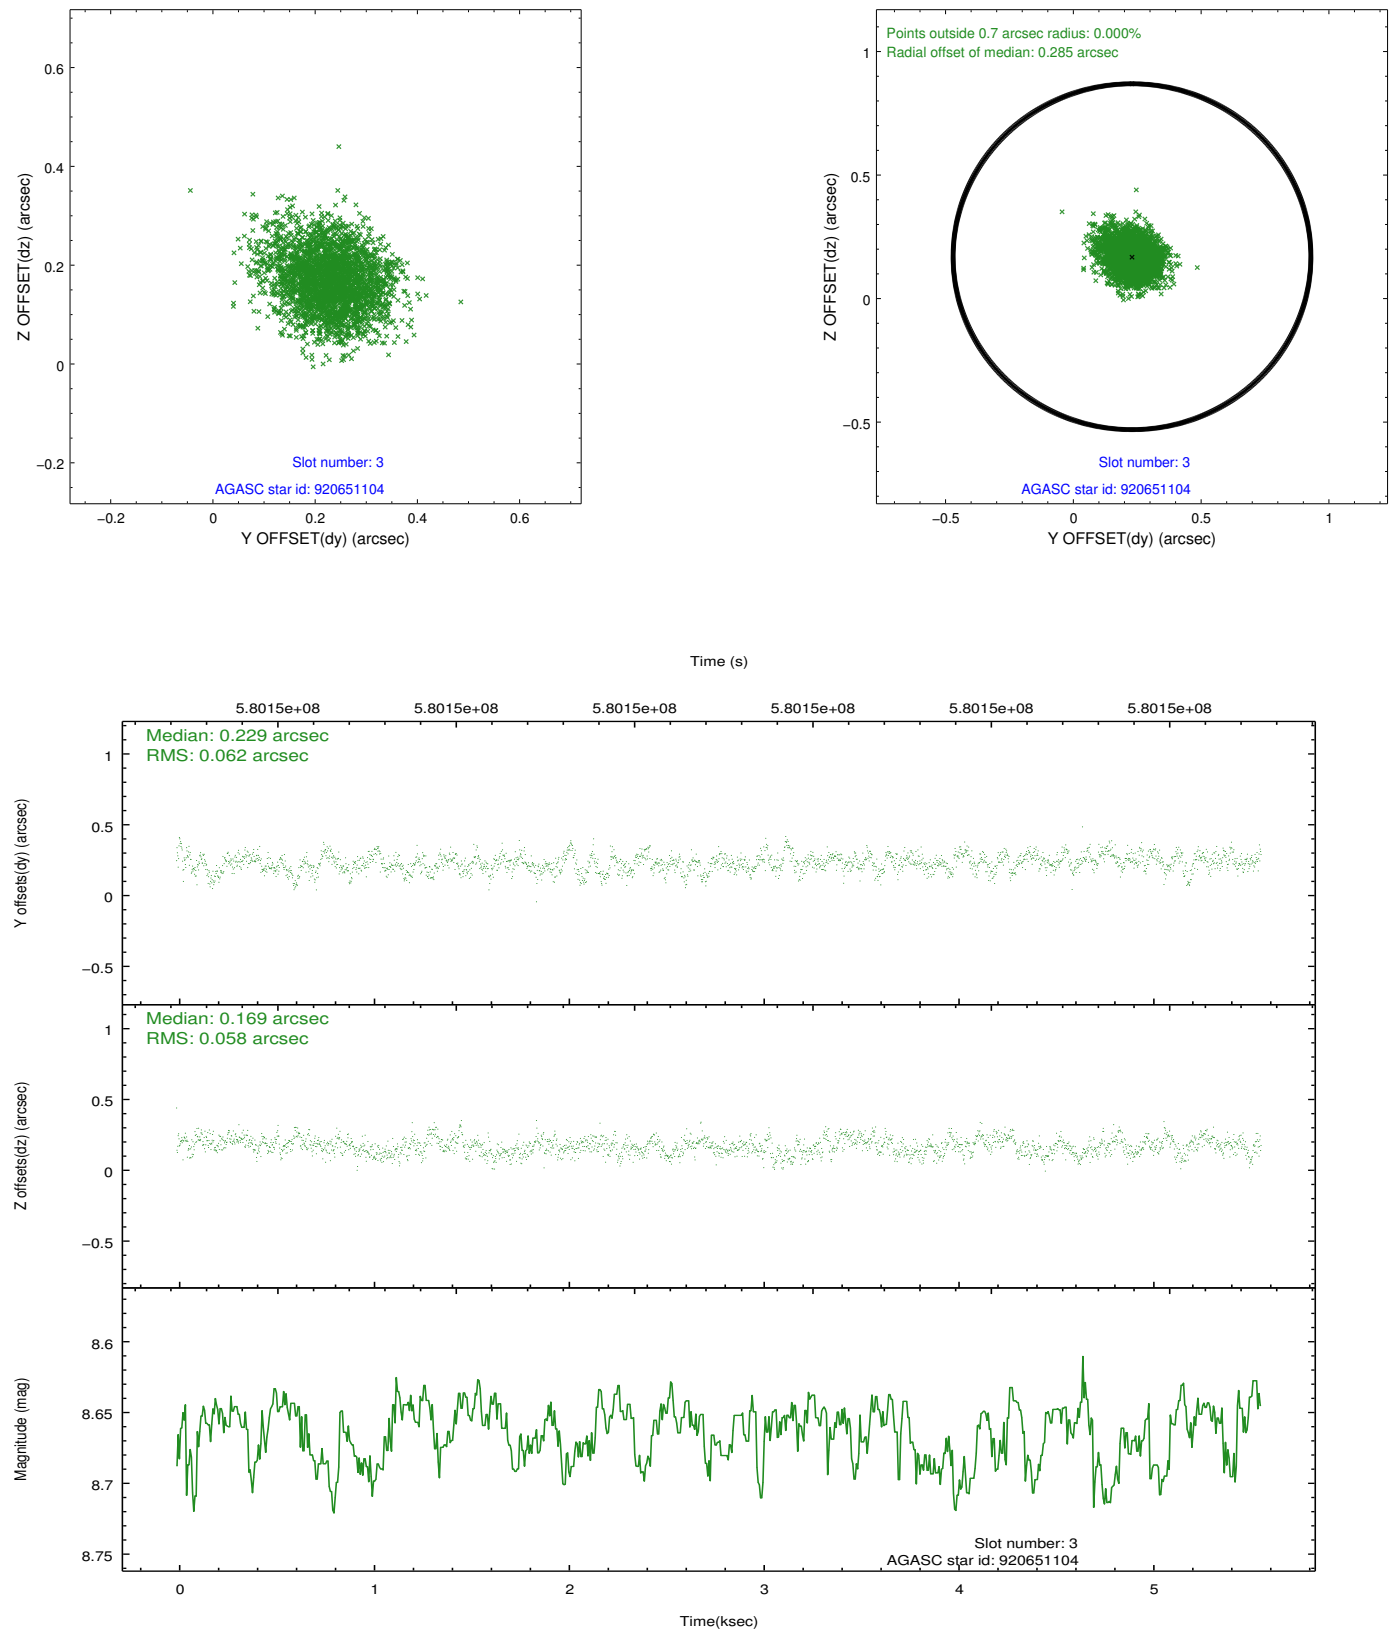 0.6
0.4
0.2
0
−0.2
Z OFFSET(dz) (arcsec)
Slot number: 3
AGASC star id: 920651104
−0.2 0 0.2 0.4 0.6
Y OFFSET(dy) (arcsec)
Points outside 0.7 arcsec radius: 0.000%
Radial offset of median: 0.285 arcsec
1
0.5
0
−0.5
Z OFFSET(dz) (arcsec)
Slot number: 3
AGASC star id: 920651104
−0.5 0 0.5 1
Y OFFSET(dy) (arcsec)
Time (s)
5.8015e+08 5.8015e+08 5.8015e+08 5.8015e+08 5.8015e+08 5.8015e+08
Median: 0.229 arcsec
RMS: 0.062 arcsec
1
0.5
0
−0.5
Y offsets(dy) (arcsec)
Median: 0.169 arcsec
RMS: 0.058 arcsec
1
0.5
0
−0.5
Z offsets(dz) (arcsec)
8.6
8.65
8.7
8.75
Magnitude (mag)
Slot number: 3
AGASC star id: 920651104
0 1 2 3 4 5
Time(ksec)